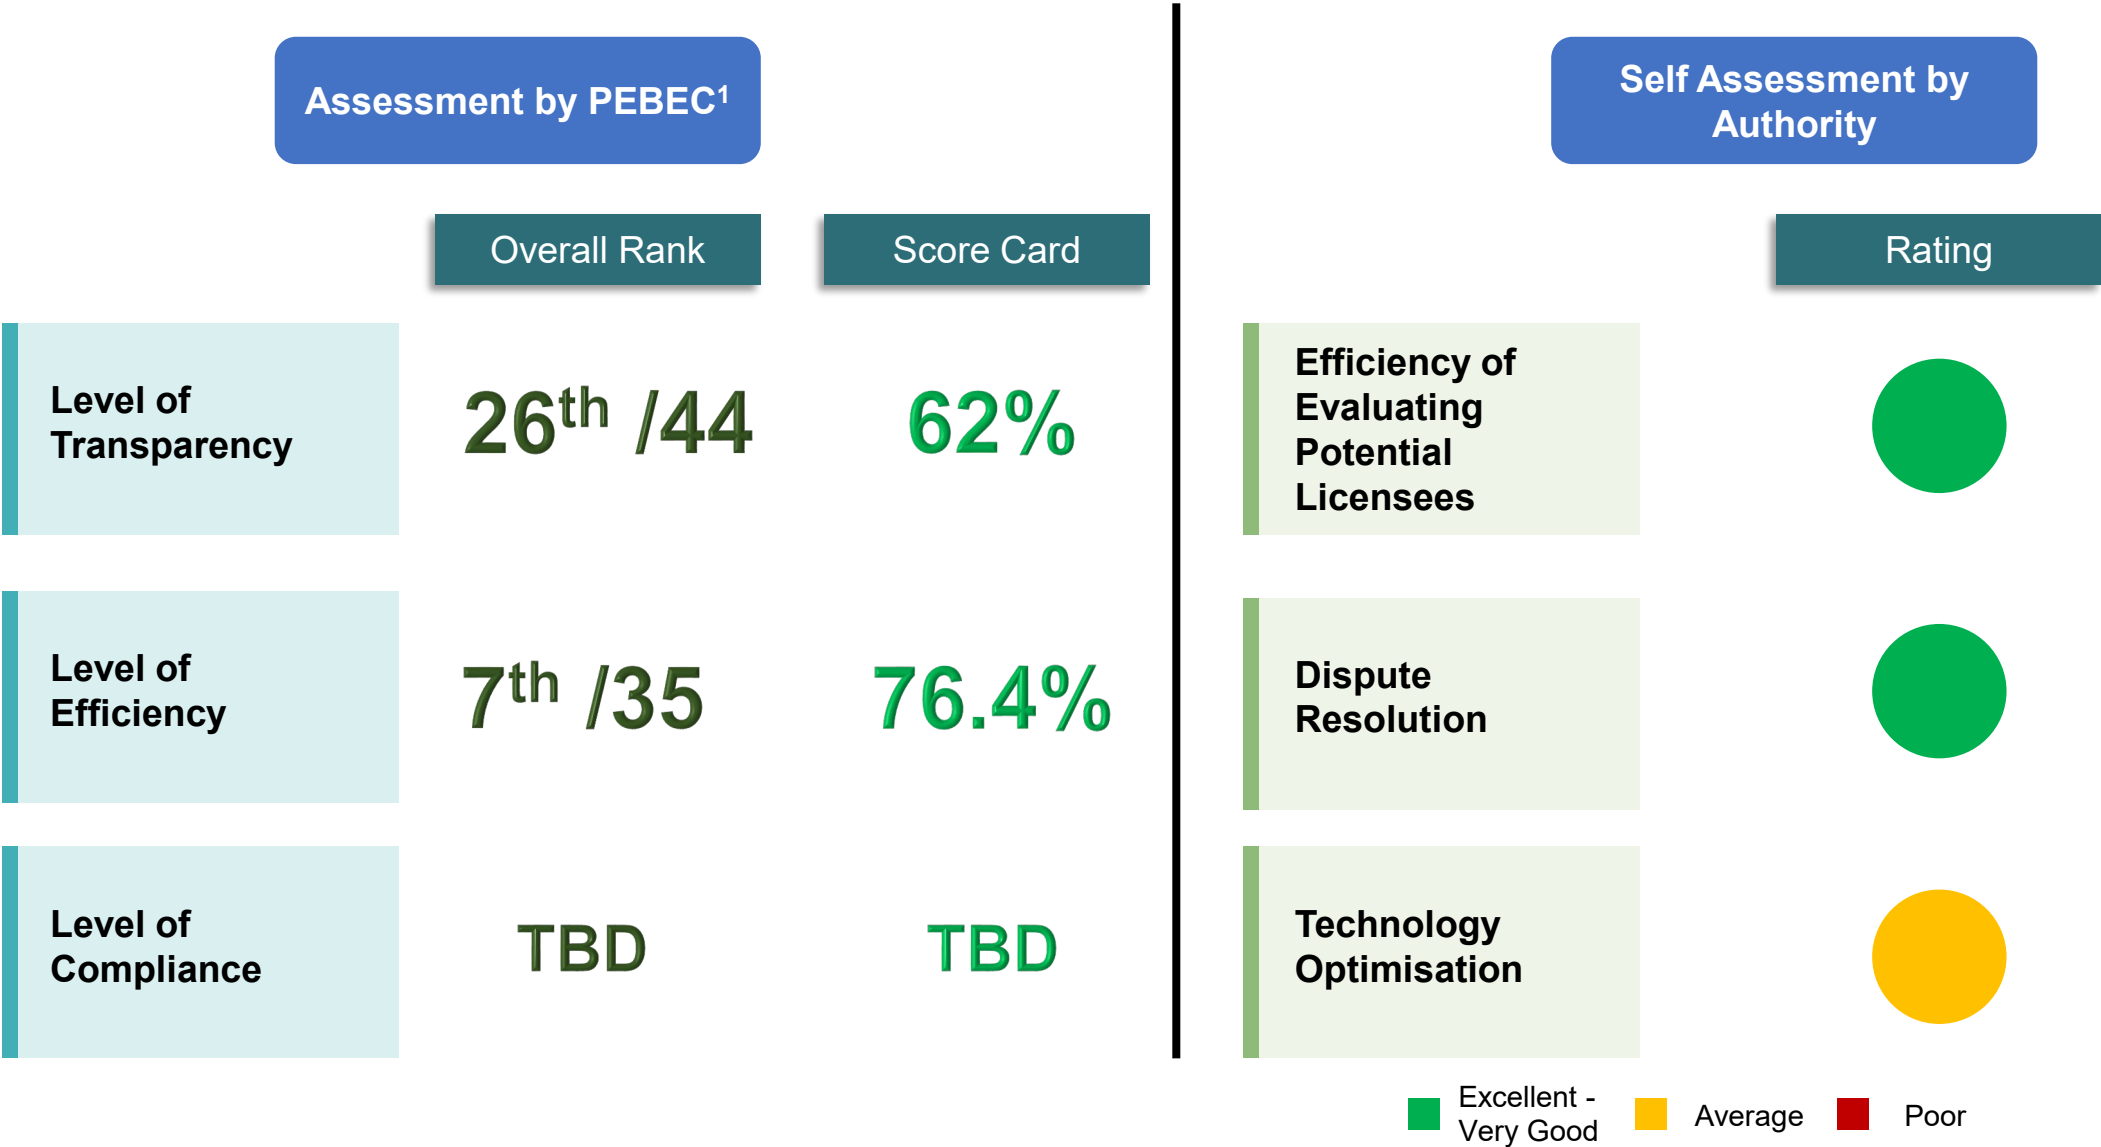 Assessment by PEBEC¹
Overall Rank
Score Card
Level of
Transparency
26th /44
62%
Level of
Efficiency
7th /35
76.4%
Level of
Compliance
TBD
TBD
Self Assessment by
Authority
Rating
Efficiency of
Evaluating
Potential
Licensees
Dispute
Resolution
Technology
Optimisation
Excellent -
Very Good
Average
Poor